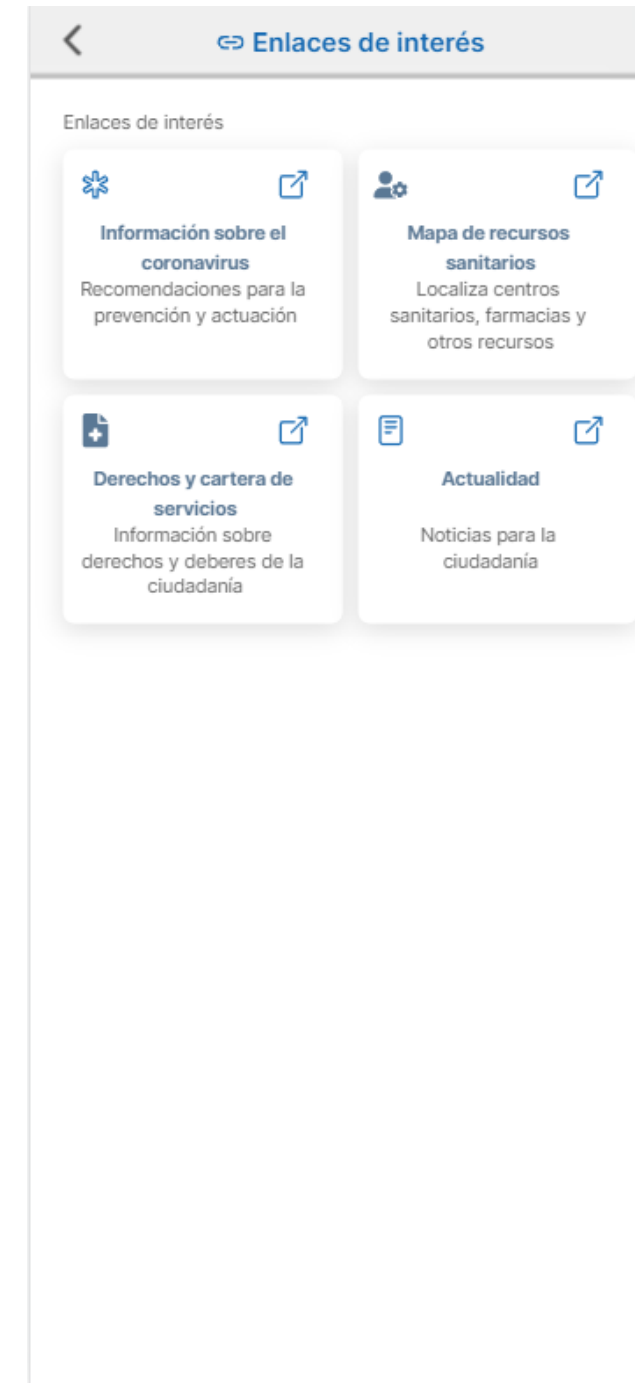 Enlaces de interés
Enlaces de interés
Información sobre el
coronavirus
Recomendaciones para la
prevención y actuación
Mapa de recursos
sanitarios
Localiza centros
sanitarios, farmacias y
otros recursos
Derechos y cartera de
servicios
Información sobre
derechos y deberes de la
ciudadanía
Actualidad
Noticias para la
ciudadanía